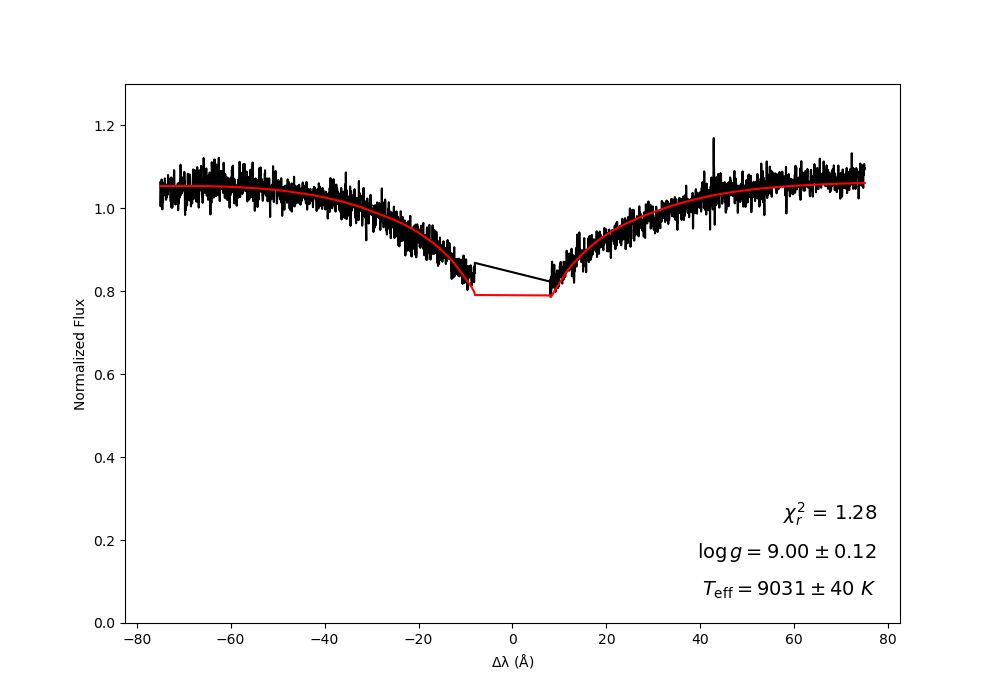 1.2
1.0
0.8
0.6
0.4
0.2
0.0
Normalized Flux
χ²ᵣ = 1.28
log g = 9.00 ± 0.12
T_eff = 9031 ± 40 K
−80 −60 −40 −20 0 20 40 60 80
Δλ (Å)